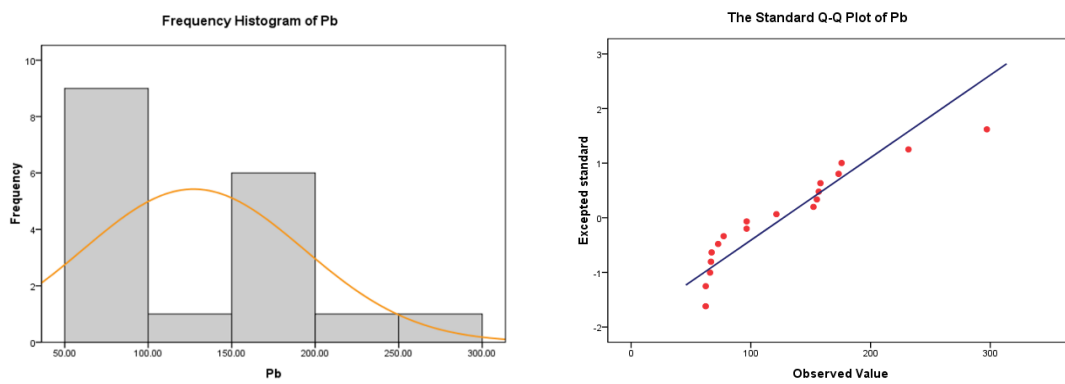 Frequency Histogram of Pb
10
8
6
4
2
0
Frequency
50.00 100.00 150.00 200.00 250.00 300.00
Pb
The Standard Q-Q Plot of Pb
3
2
1
0
-1
-2
Excepted standard
0 100 200 300
Observed Value